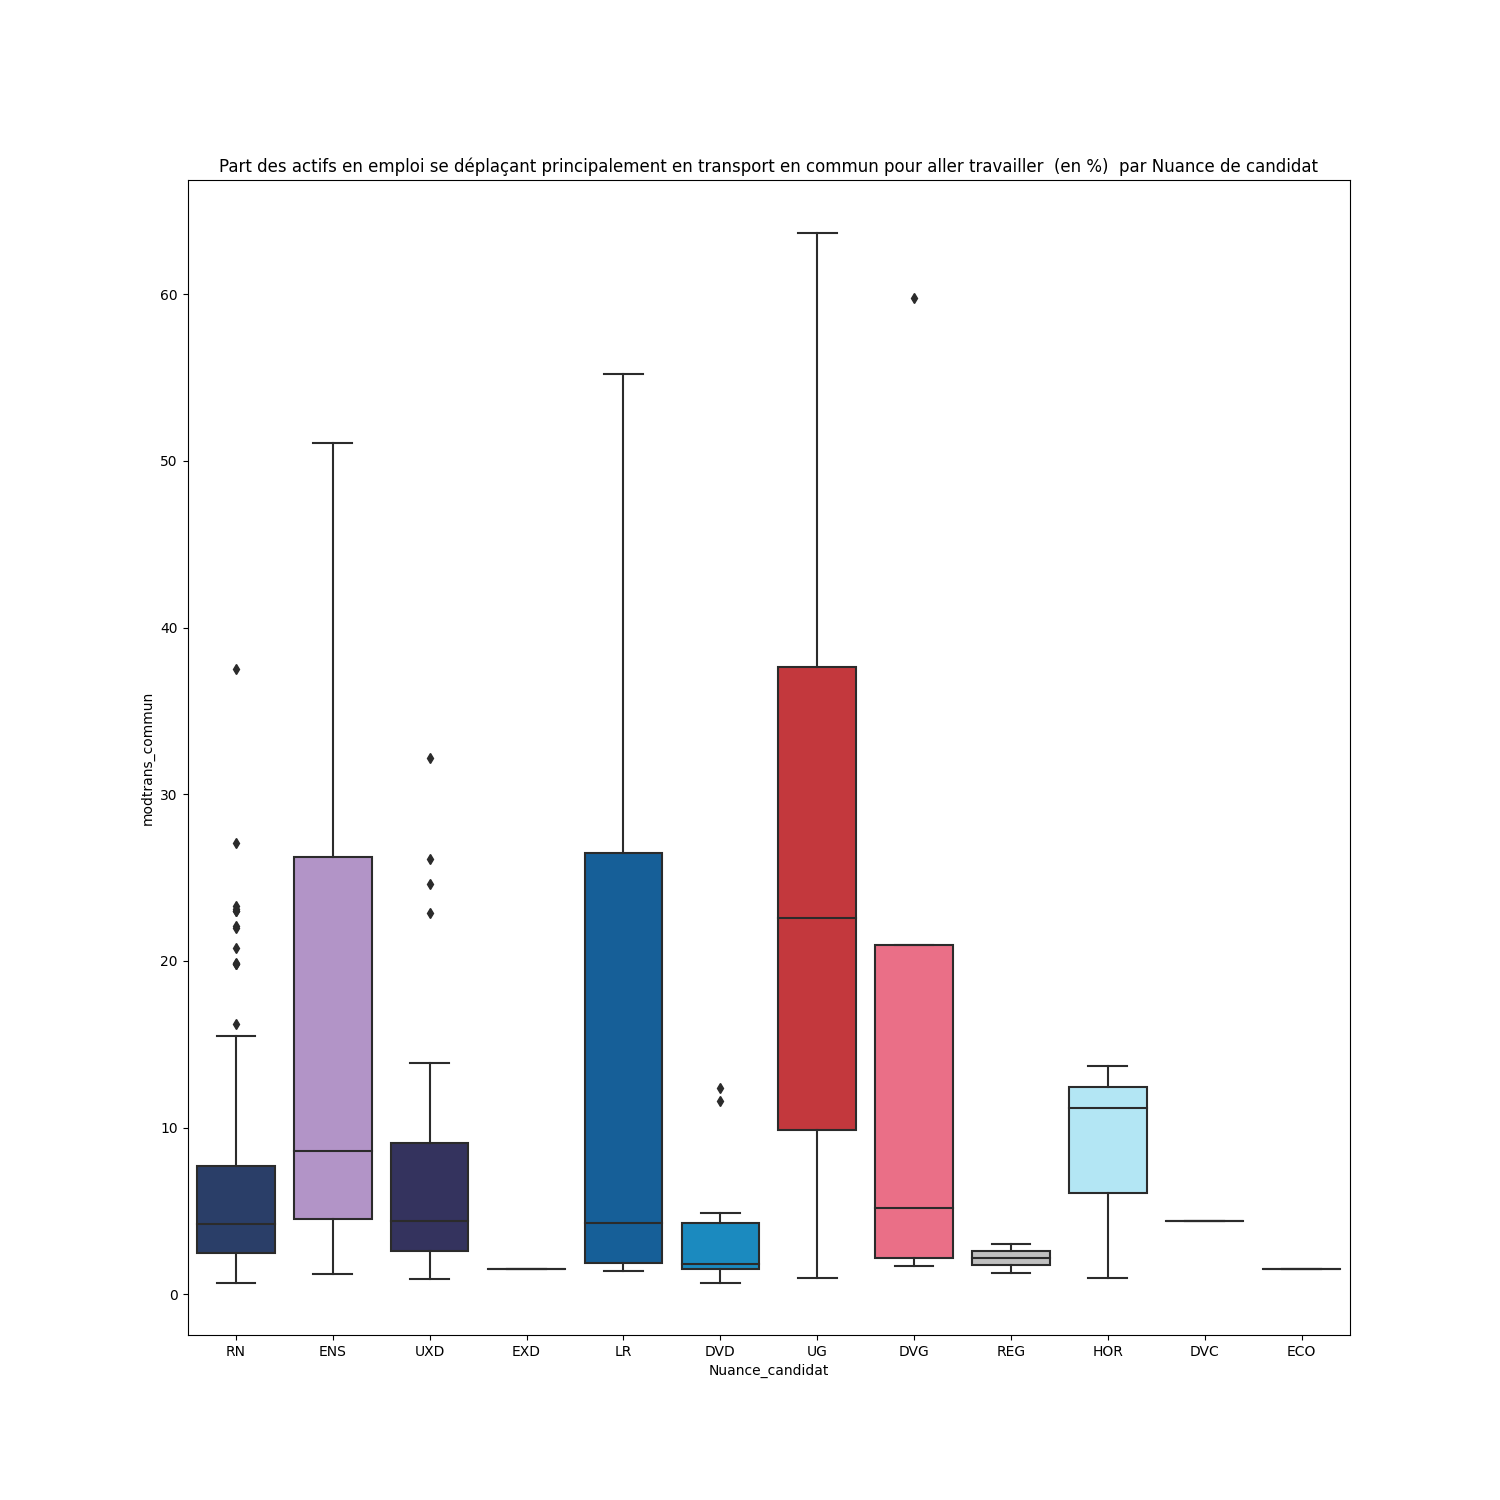 Part des actifs en emploi se déplaçant principalement en transport en commun pour aller travailler  (en %)  par Nuance de candidat
60
50
40
30
20
10
0
modtrans_commun
RN ENS UXD EXD LR DVD UG DVG REG HOR DVC ECO
Nuance_candidat